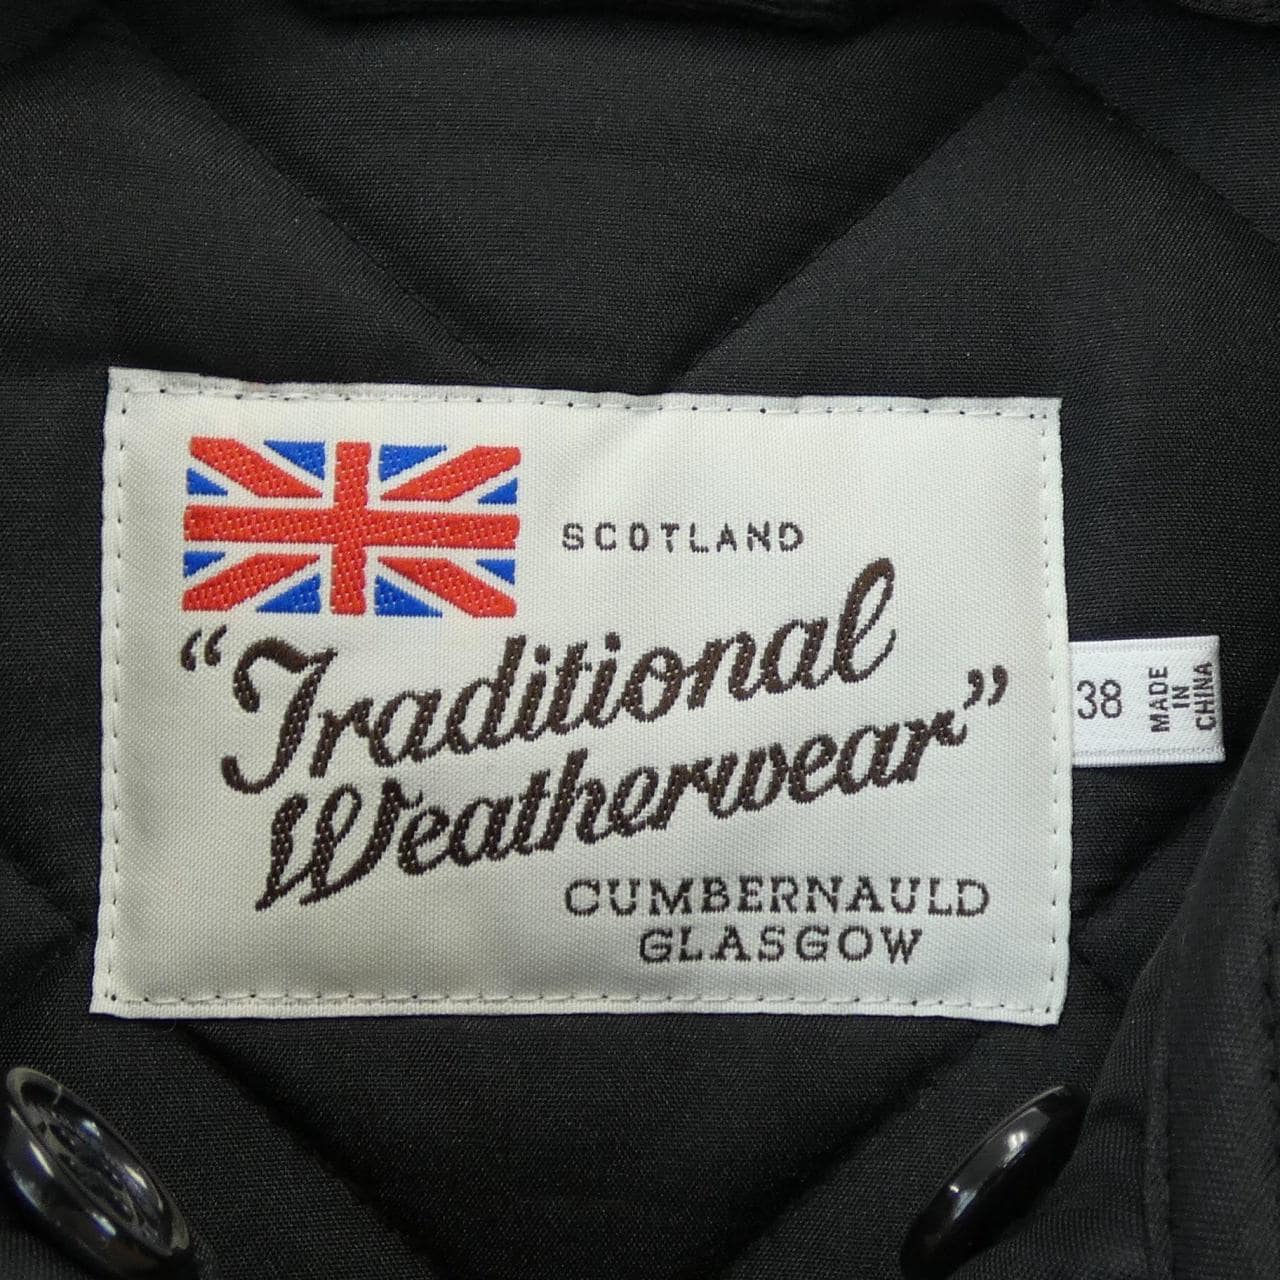 SCOTLAND
“Traditional
Weatherwear”
CUMBERNAULD
GLASGOW
38
MADE
IN
CHINA